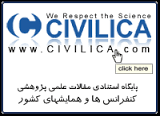 We Respect the Science
CIVILICA
www.CIVILICA.com
click here
پایگاه استنادی مقالات علمی پژوهشی
کنفرانس ها و همایشهای کشور